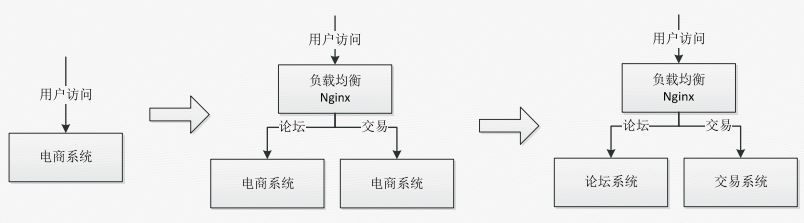 用户访问
电商系统
用户访问
负载均衡
Nginx
论坛
交易
电商系统
电商系统
用户访问
负载均衡
Nginx
论坛
交易
论坛系统
交易系统